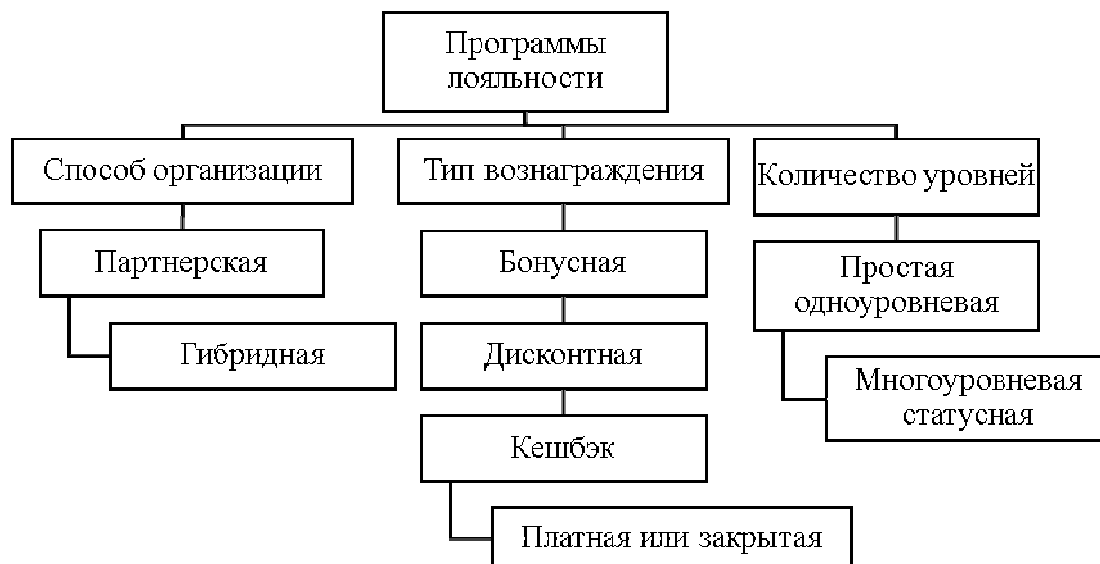 Программы
лояльности
Способ организации
Тип вознаграждения
Количество уровней
Партнерская
Гибридная
Бонусная
Дисконтная
Кешбэк
Платная или закрытая
Простая
одноуровневая
Многоуровневая
статусная